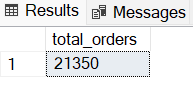 Results Messages
total_orders
1 21350